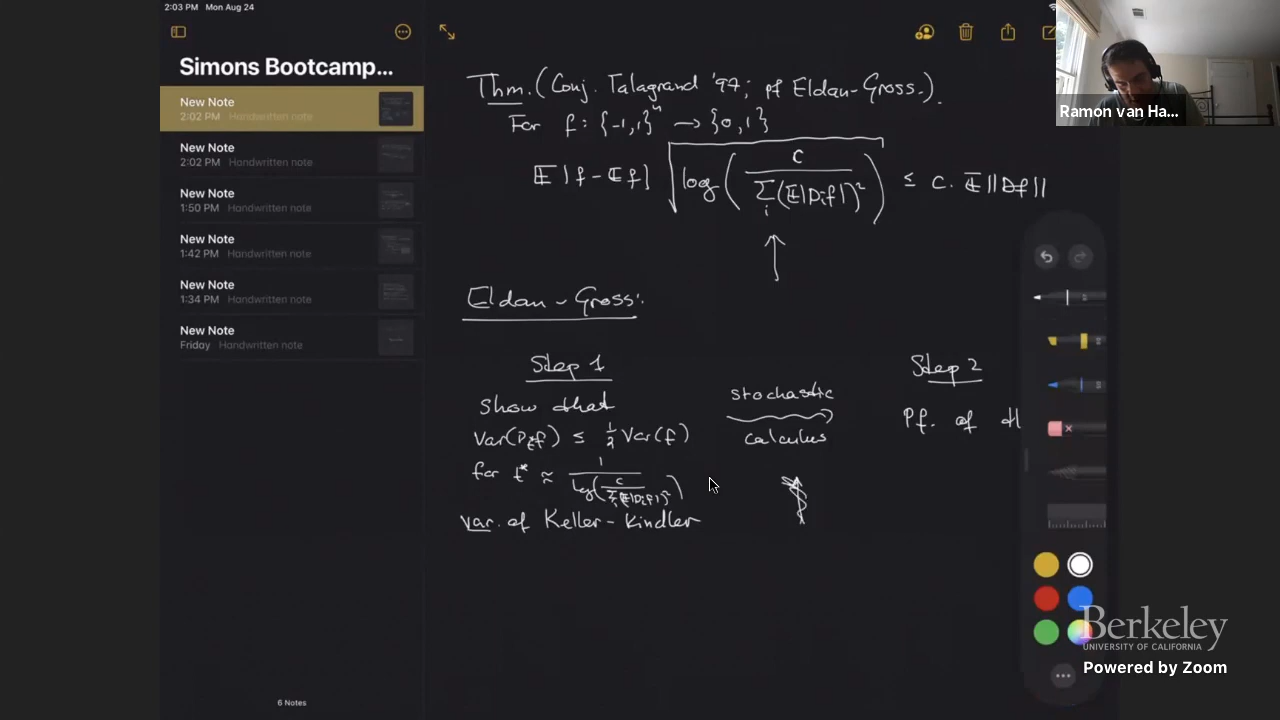 2:03 PM Mon Aug 24
Simons Bootcamp...
New Note
2:02 PM Handwritten note
New Note
2:02 PM Handwritten note
New Note
1:50 PM Handwritten note
New Note
1:42 PM Handwritten note
New Note
1:34 PM Handwritten note
New Note
Friday Handwritten note
6 Notes
Thm. (Conj. Talagrand '97; pf Eldan-Gross.).
For f: {-1,1}^n → {0,1}
E|f-Ef| √log( c / Σ_i (E|D_i f|)² ) ≤ C. E||Df||
Eldan-Gross:
Step 1
Show that
Var(P_t f) ≤ ½ Var(f)
for t* ≈ 1 / log( c / Σ_i (E|D_i f|)² )
var. of Keller-Kindler
stochastic
calculus
Step 2
Pf. of
Ramon van Ha...
Berkeley
UNIVERSITY OF CALIFORNIA
Powered by Zoom